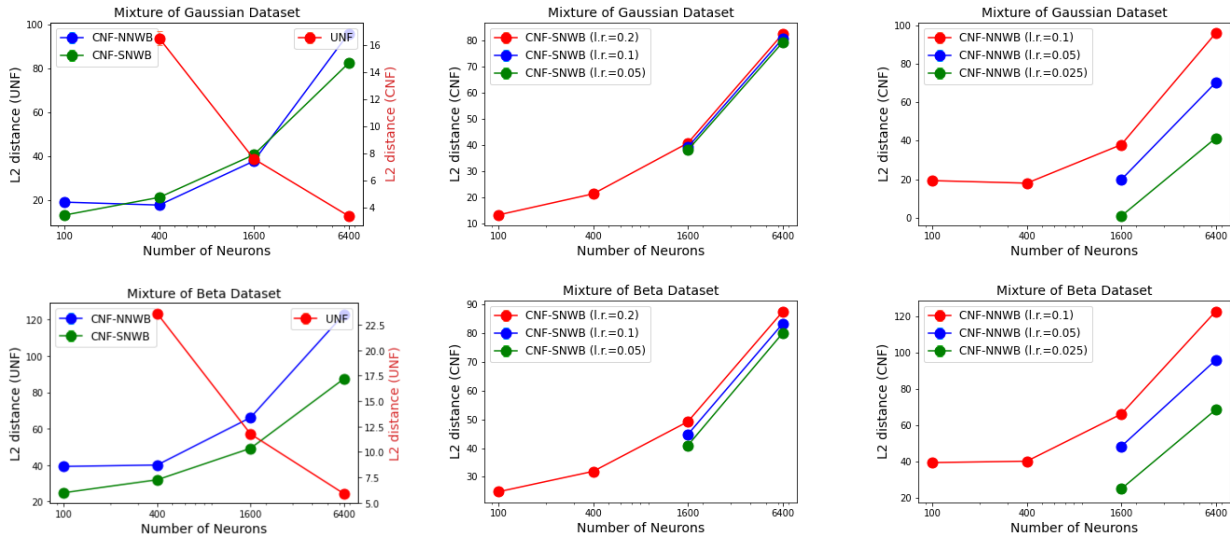 Mixture of Gaussian Dataset
CNF-NNWB
CNF-SNWB
UNF
L2 distance (UNF)
L2 distance (CNF)
100
80
60
40
20
16
14
12
10
8
6
4
100
400
1600
6400
Number of Neurons
Mixture of Gaussian Dataset
CNF-SNWB (l.r.=0.2)
CNF-SNWB (l.r.=0.1)
CNF-SNWB (l.r.=0.05)
L2 distance (CNF)
90
80
70
60
50
40
30
20
10
100
400
1600
6400
Number of Neurons
Mixture of Gaussian Dataset
CNF-NNWB (l.r.=0.1)
CNF-NNWB (l.r.=0.05)
CNF-NNWB (l.r.=0.025)
L2 distance (CNF)
100
80
60
40
20
0
100
400
1600
6400
Number of Neurons
Mixture of Beta Dataset
CNF-NNWB
CNF-SNWB
UNF
L2 distance (UNF)
L2 distance (UNF)
120
100
80
60
40
20
22.5
20.0
17.5
15.0
12.5
10.0
7.5
5.0
100
400
1600
6400
Number of Neurons
Mixture of Beta Dataset
CNF-SNWB (l.r.=0.2)
CNF-SNWB (l.r.=0.1)
CNF-SNWB (l.r.=0.05)
L2 distance (CNF)
90
80
70
60
50
40
30
100
400
1600
6400
Number of Neurons
Mixture of Beta Dataset
CNF-NNWB (l.r.=0.1)
CNF-NNWB (l.r.=0.05)
CNF-NNWB (l.r.=0.025)
L2 distance (CNF)
120
100
80
60
40
20
100
400
1600
6400
Number of Neurons